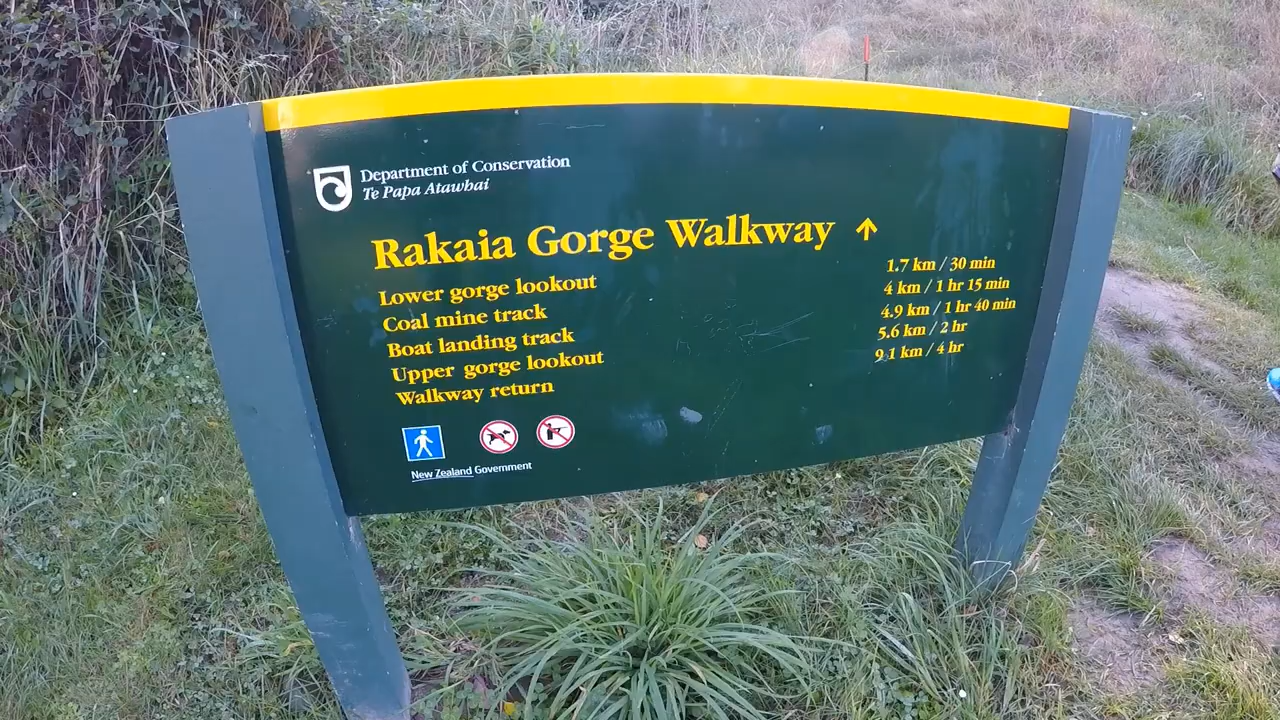 Department of Conservation
Te Papa Atawhai
Rakaia Gorge Walkway ↑
Lower gorge lookout 1.7 km / 30 min
Coal mine track 4 km / 1 hr 15 min
Boat landing track 4.9 km / 1 hr 40 min
Upper gorge lookout 5.6 km / 2 hr
Walkway return 9.1 km / 4 hr
New Zealand Government